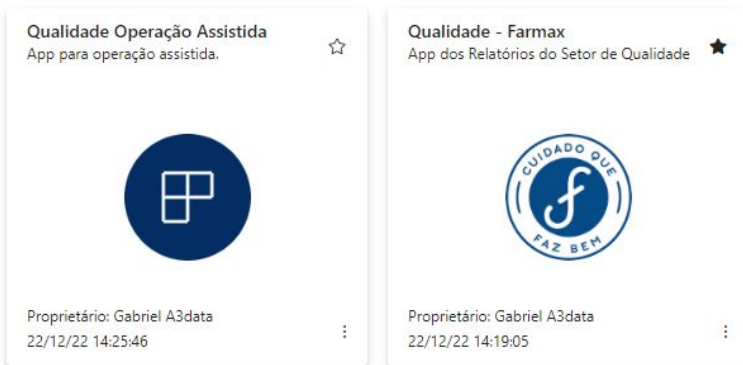 Qualidade Operação Assistida
App para operação assistida.
Proprietário: Gabriel A3data
22/12/22 14:25:46
Qualidade - Farmax
App dos Relatórios do Setor de Qualidade
CUIDADO QUE
f
FAZ BEM
Proprietário: Gabriel A3data
22/12/22 14:19:05